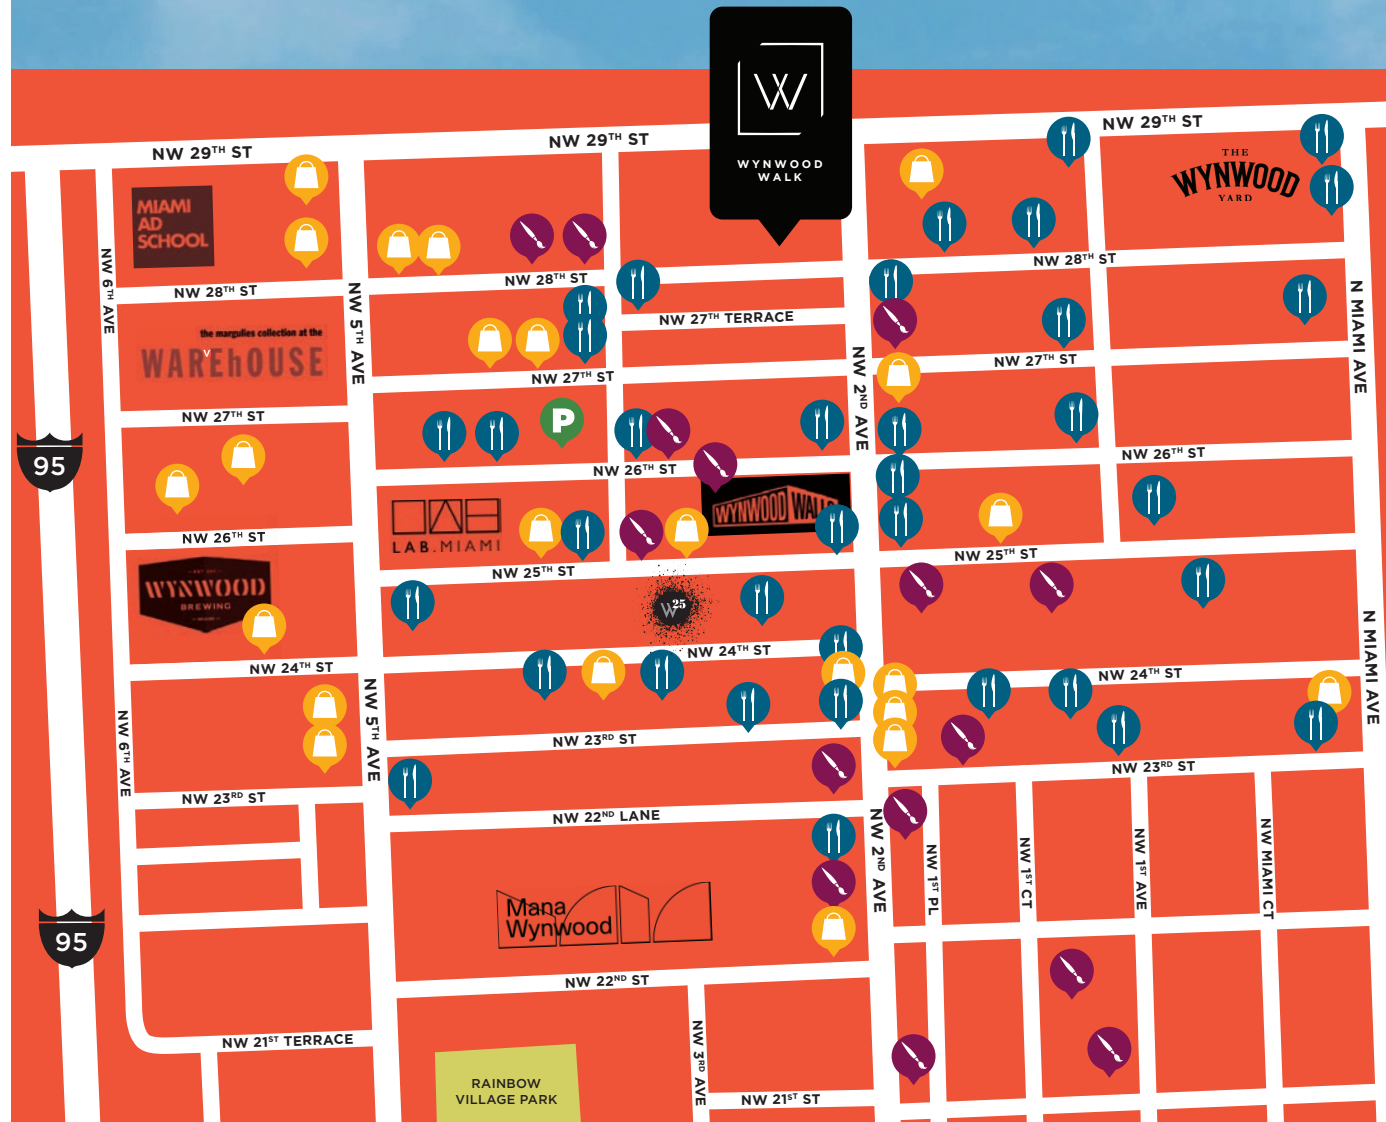 W
WYNWOOD
WALK
NW 29TH ST
NW 29TH ST
NW 29TH ST
MIAMI
AD
SCHOOL
THE
WYNWOOD
YARD
NW 6TH AVE
NW 28TH ST
NW 28TH ST
NW 28TH ST
NW 5TH AVE
N MIAMI AVE
the margulies collection at the
WAREhOUSE
V
NW 27TH TERRACE
NW 2ND AVE
NW 27TH ST
NW 27TH ST
NW 27TH ST
P
95
NW 26TH ST
NW 26TH ST
NW 26TH ST
LAB.MIAMI
WYNWOOD WALLS
WYNWOOD
BREWING
NW 25TH ST
NW 25TH ST
W25
NW 24TH ST
NW 24TH ST
NW 24TH ST
N MIAMI AVE
NW 6TH AVE
NW 5TH AVE
NW 23RD ST
NW 23RD ST
NW 23RD ST
NW 22ND LANE
NW 2ND AVE
NW 1ST PL
NW 1ST CT
NW 1ST AVE
NW MIAMI CT
Mana
Wynwood
95
NW 22ND ST
NW 21ST TERRACE
NW 3RD AVE
RAINBOW
VILLAGE PARK
NW 21ST ST